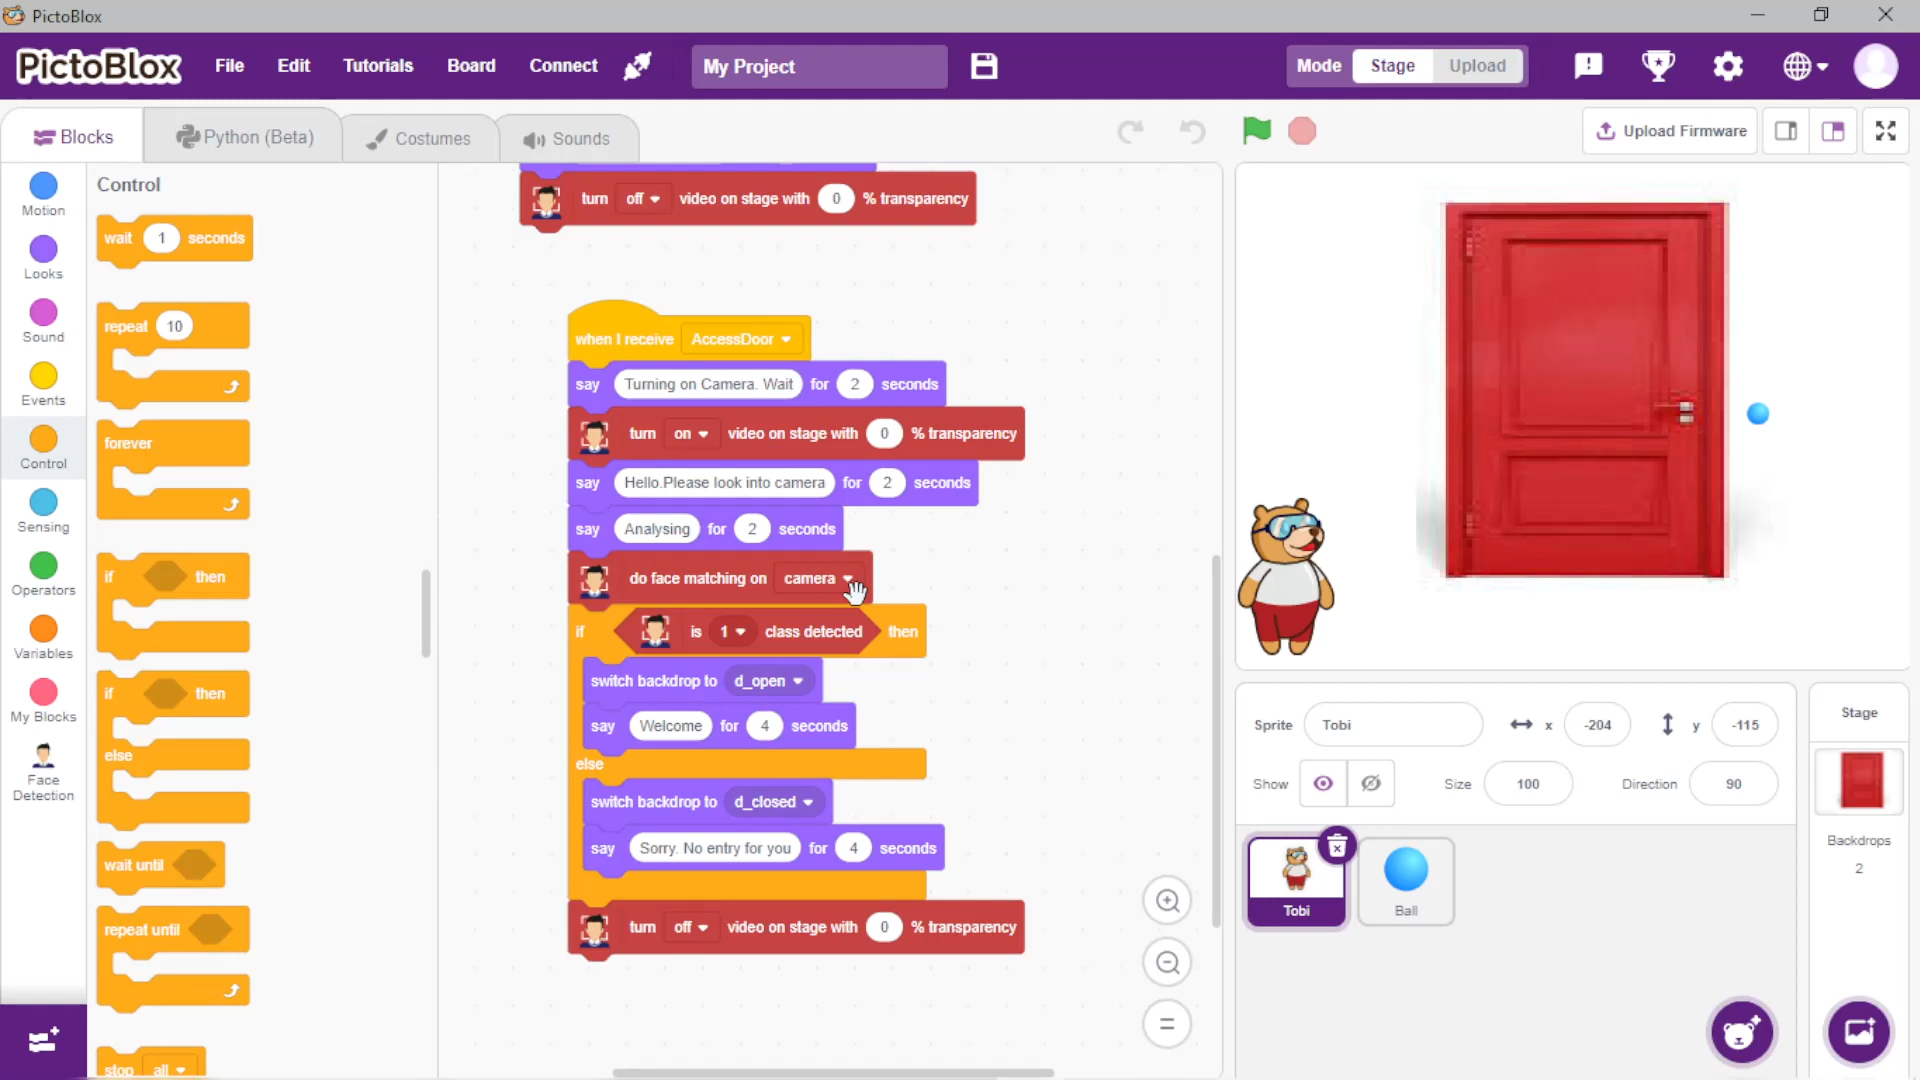 PictoBlox
PictoBlox File Edit Tutorials Board Connect My Project Mode Stage Upload
Blocks Python (Beta) Costumes Sounds Upload Firmware
Motion
Looks
Sound
Events
Control
Sensing
Operators
Variables
My Blocks
Face
Detection
Control
wait 1 seconds
repeat 10
forever
if then
if then
else
wait until
repeat until
stop all
turn off video on stage with 0 % transparency
when I receive AccessDoor
say Turning on Camera. Wait for 2 seconds
turn on video on stage with 0 % transparency
say Hello.Please look into camera for 2 seconds
say Analysing for 2 seconds
do face matching on camera
if is 1 class detected then
switch backdrop to d_open
say Welcome for 4 seconds
else
switch backdrop to d_closed
say Sorry. No entry for you for 4 seconds
turn off video on stage with 0 % transparency
Sprite Tobi x -204 y -115
Show Size 100 Direction 90
Tobi
Ball
Stage
Backdrops
2